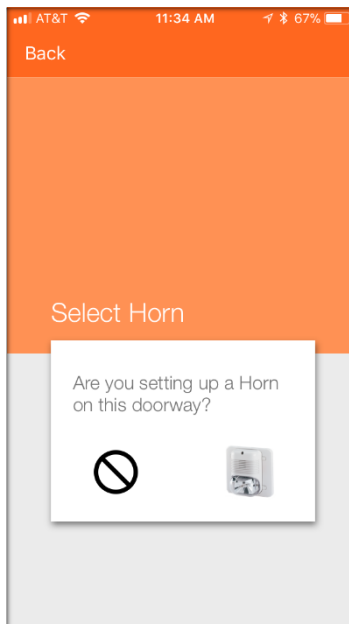 AT&T 11:34 AM 67%
Back
Select Horn
Are you setting up a Horn
on this doorway?